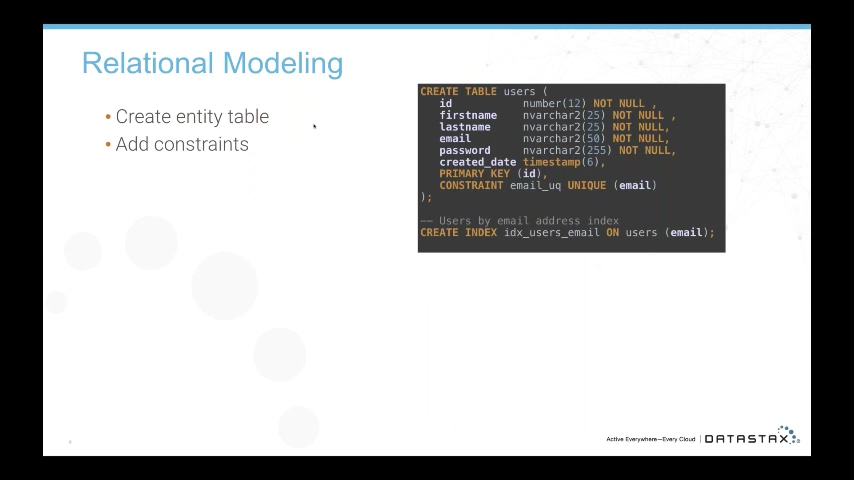 Relational Modeling
• Create entity table
• Add constraints
CREATE TABLE users (
id number(12) NOT NULL ,
firstname nvarchar2(25) NOT NULL ,
lastname nvarchar2(25) NOT NULL,
email nvarchar2(50) NOT NULL,
password nvarchar2(255) NOT NULL,
created_date timestamp(6),
PRIMARY KEY (id),
CONSTRAINT email_uq UNIQUE (email)
);
-- Users by email address index
CREATE INDEX idx_users_email ON users (email);
Active Everywhere—Every Cloud | DATASTAX